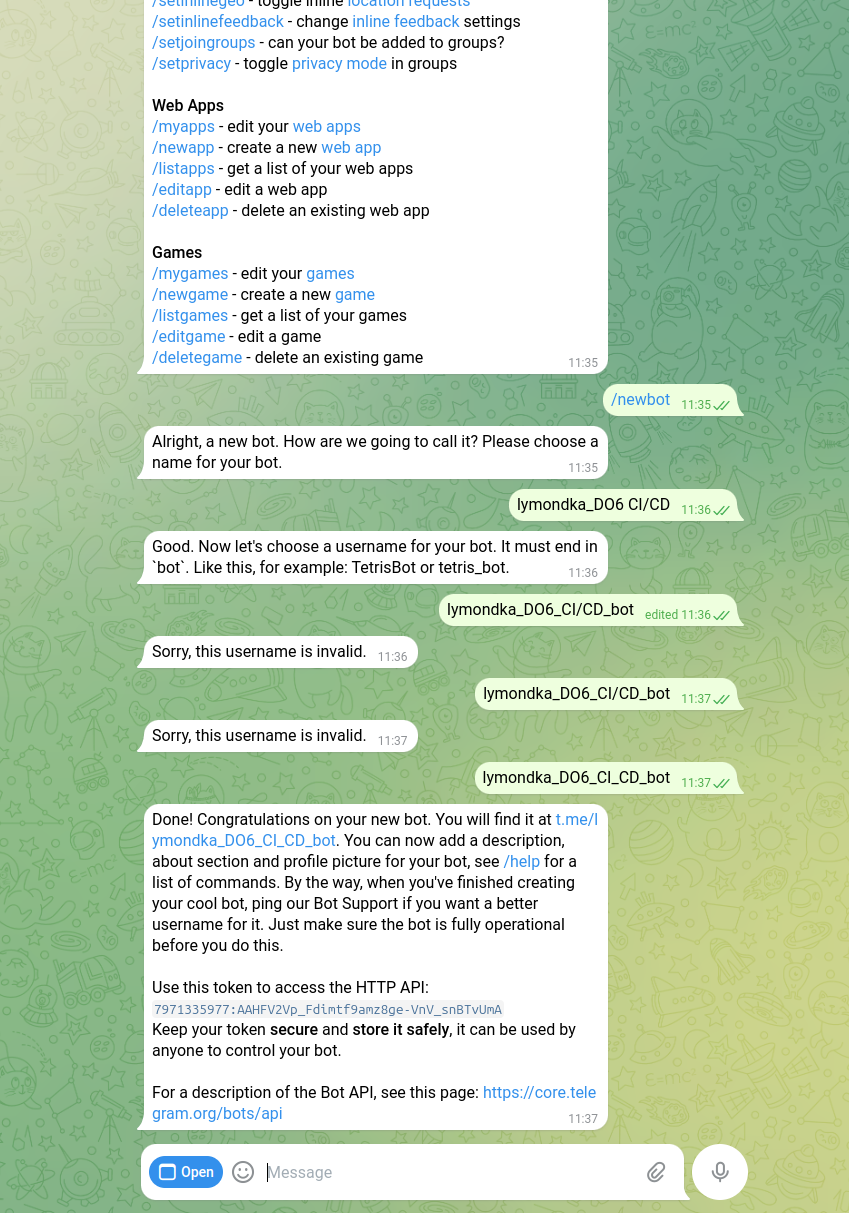 /setinlinegeo - toggle inline location requests
/setinlinefeedback - change inline feedback settings
/setjoingroups - can your bot be added to groups?
/setprivacy - toggle privacy mode in groups
Web Apps
/myapps - edit your web apps
/newapp - create a new web app
/listapps - get a list of your web apps
/editapp - edit a web app
/deleteapp - delete an existing web app
Games
/mygames - edit your games
/newgame - create a new game
/listgames - get a list of your games
/editgame - edit a game
/deletegame - delete an existing game
11:35
/newbot 11:35
Alright, a new bot. How are we going to call it? Please choose a
name for your bot.
11:35
lymondka_DO6 CI/CD 11:36
Good. Now let's choose a username for your bot. It must end in
`bot`. Like this, for example: TetrisBot or tetris_bot.
11:36
lymondka_DO6_CI/CD_bot edited 11:36
Sorry, this username is invalid. 11:36
lymondka_DO6_CI/CD_bot 11:37
Sorry, this username is invalid. 11:37
lymondka_DO6_CI_CD_bot 11:37
Done! Congratulations on your new bot. You will find it at t.me/l
ymondka_DO6_CI_CD_bot. You can now add a description,
about section and profile picture for your bot, see /help for a
list of commands. By the way, when you've finished creating
your cool bot, ping our Bot Support if you want a better
username for it. Just make sure the bot is fully operational
before you do this.
Use this token to access the HTTP API:
7971335977:AAHFV2Vp_Fdimtf9amz8ge-VnV_snBTvUmA
Keep your token secure and store it safely, it can be used by
anyone to control your bot.
For a description of the Bot API, see this page: https://core.tele
gram.org/bots/api
11:37
Open
Message